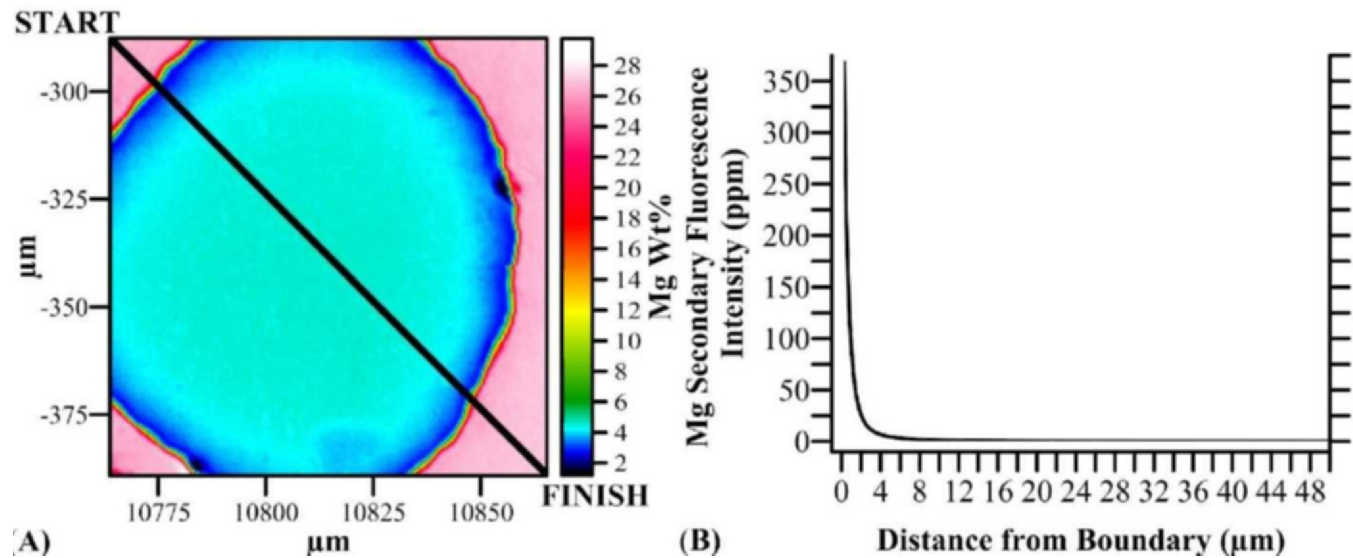 START
-300
-325
-350
-375
µm
10775 10800 10825 10850
µm
FINISH
28
26
24
22
20
18
16
14
12
10
8
6
4
2
Mg Wt%
(A)
Mg Secondary Fluorescence
Intensity (ppm)
350
300
250
200
150
100
50
0
0 4 8 12 16 20 24 28 32 36 40 44 48
Distance from Boundary (µm)
(B)